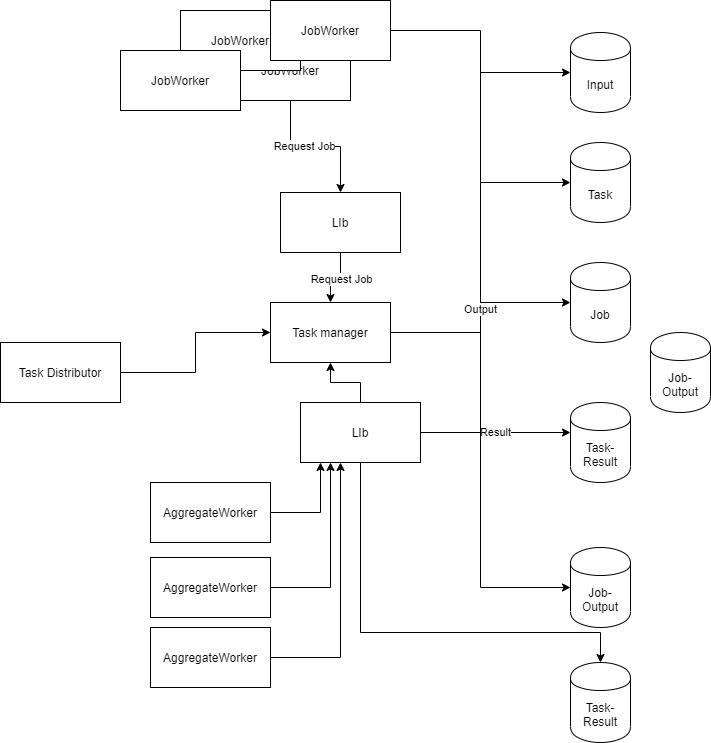 JobWorker
JobWorker
JobWorker
JobWorker
Input
Request Job
Task
LIb
Request Job
Output
Job
Task manager
Task Distributor
Job-
Output
LIb
Result
Task-
Result
AggregateWorker
AggregateWorker
Job-
Output
AggregateWorker
Task-
Result